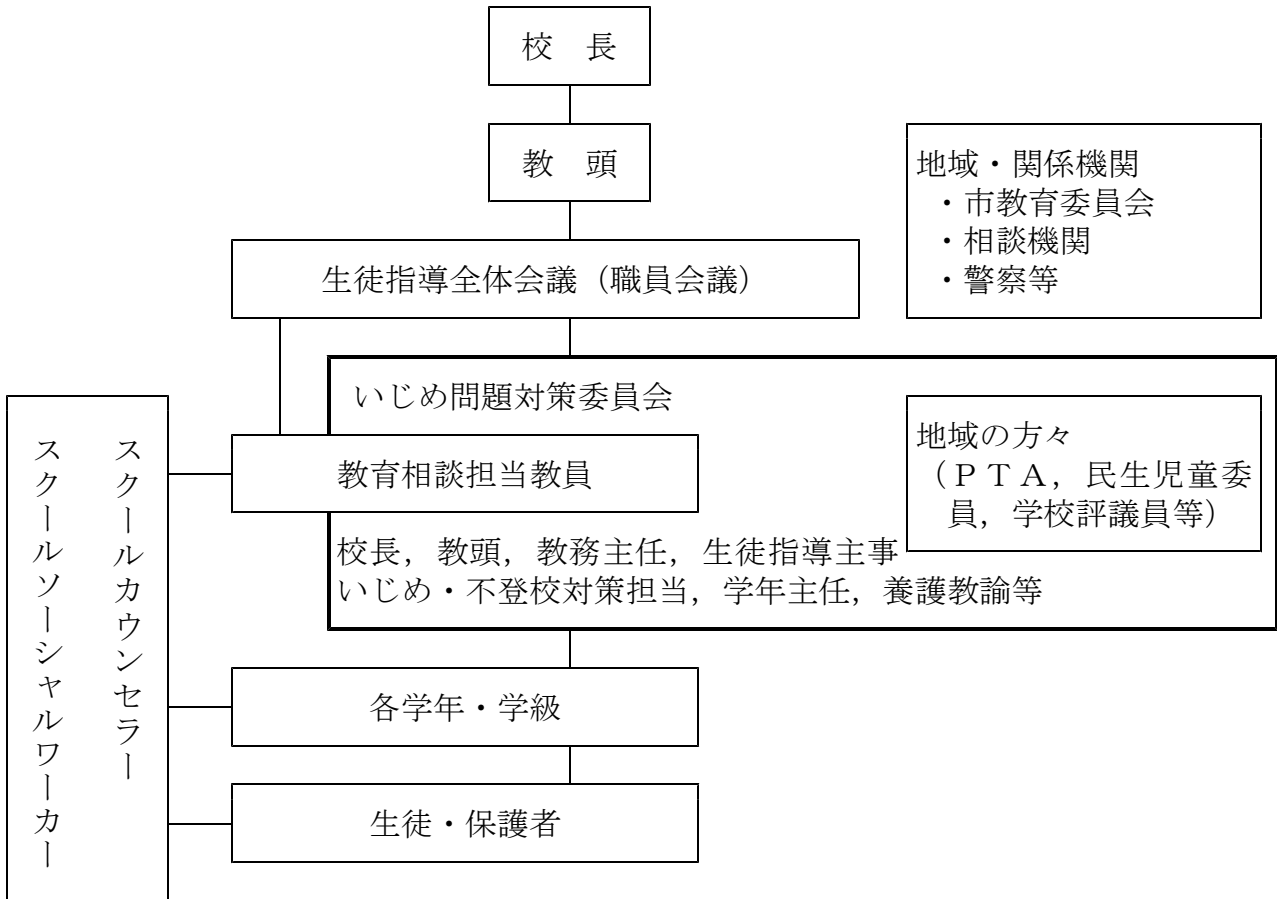 校　長
教　頭
地域・関係機関
・市教育委員会
・相談機関
・警察等
生徒指導全体会議（職員会議）
いじめ問題対策委員会
教育相談担当教員
地域の方々
（ＰＴＡ，民生児童委
員，学校評議員等）
校長，教頭，教務主任，生徒指導主事
いじめ・不登校対策担当，学年主任，養護教諭等
スクールカウンセラー
スクールソーシャルワーカー
各学年・学級
生徒・保護者